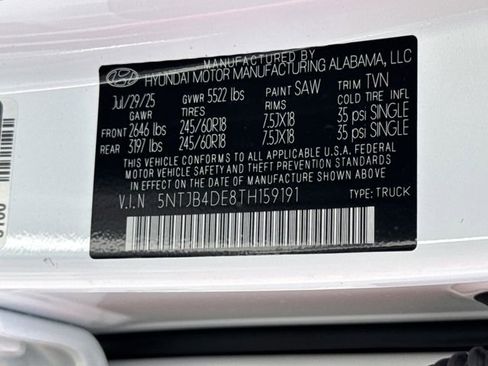 MANUFACTURED BY
HYUNDAI MOTOR MANUFACTURING ALABAMA, LLC
Jul/29/25 GVWR 5522 lbs PAINT SAW TRIM TVN
GAWR TIRES RIMS COLD TIRE INFL
FRONT 2646 lbs 245/60R18 7.5JX18 35 psi SINGLE
REAR 3197 lbs 245/60R18 7.5JX18 35 psi SINGLE
THIS VEHICLE CONFORMS TO ALL APPLICABLE U.S.A. FEDERAL
MOTOR VEHICLE SAFETY AND THEFT PREVENTION STANDARDS
IN EFFECT ON THE DATE OF MANUFACTURE SHOWN ABOVE.
V.I.N 5NTJB4DE8TH159191 TYPE: TRUCK